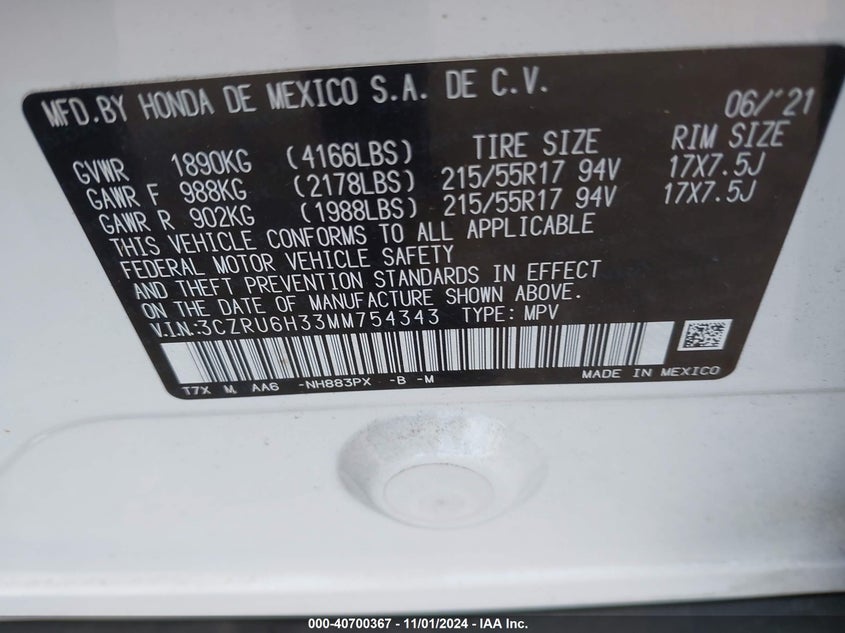 MFD.BY HONDA DE MEXICO S.A. DE C.V. 06/'21
GVWR 1890KG (4166LBS) TIRE SIZE RIM SIZE
GAWR F 988KG (2178LBS) 215/55R17 94V 17X7.5J
GAWR R 902KG (1988LBS) 215/55R17 94V 17X7.5J
THIS VEHICLE CONFORMS TO ALL APPLICABLE
FEDERAL MOTOR VEHICLE SAFETY
AND THEFT PREVENTION STANDARDS IN EFFECT
ON THE DATE OF MANUFACTURE SHOWN ABOVE.
V.I.N:3CZRU6H33MM754343 TYPE: MPV
T7X M, AA6 -NH883PX -B -M MADE IN MEXICO
000-40700367 - 11/01/2024 - IAA Inc.